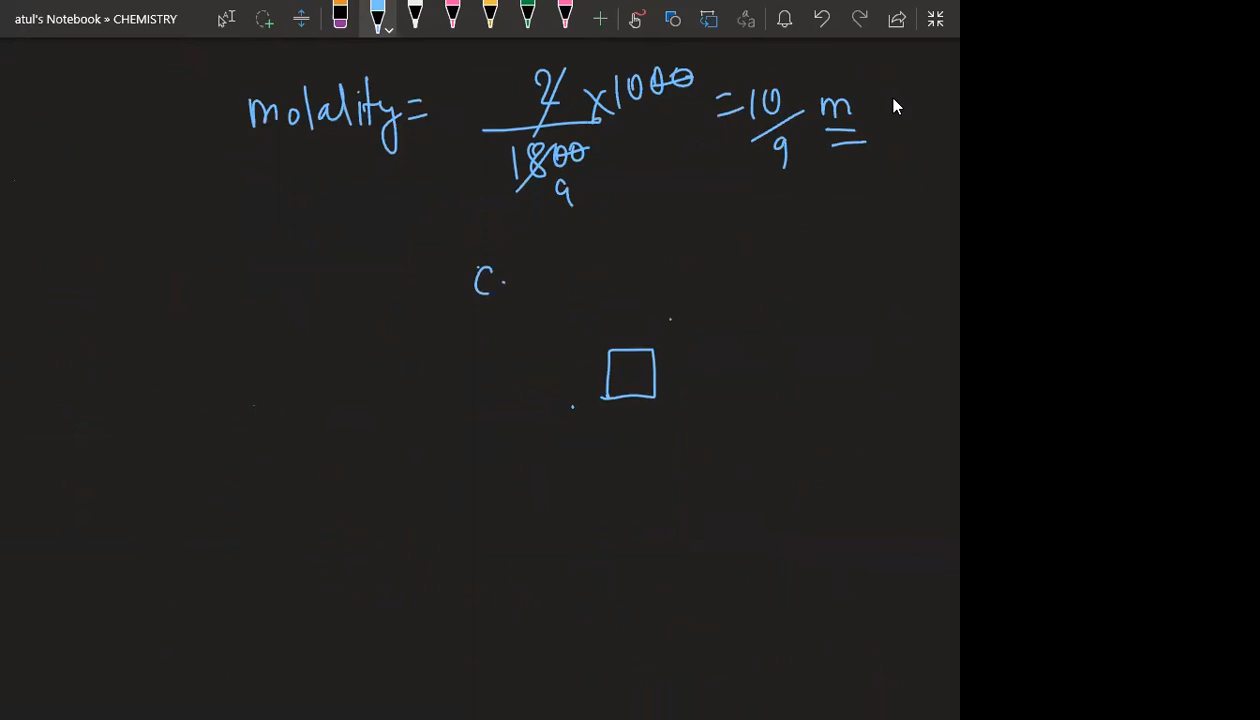 atul's Notebook » CHEMISTRY
molality = 2 x 1000 / 1800 = 10/9 m
9
C.